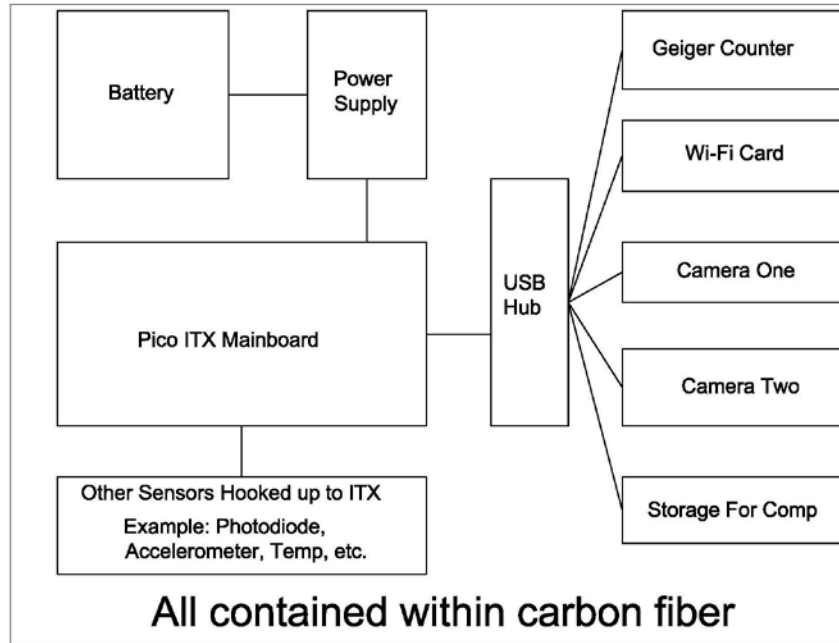 Battery
Power
Supply
Geiger Counter
Wi-Fi Card
USB
Hub
Camera One
Pico ITX Mainboard
Camera Two
Other Sensors Hooked up to ITX
Example: Photodiode,
Accelerometer, Temp, etc.
Storage For Comp
All contained within carbon fiber